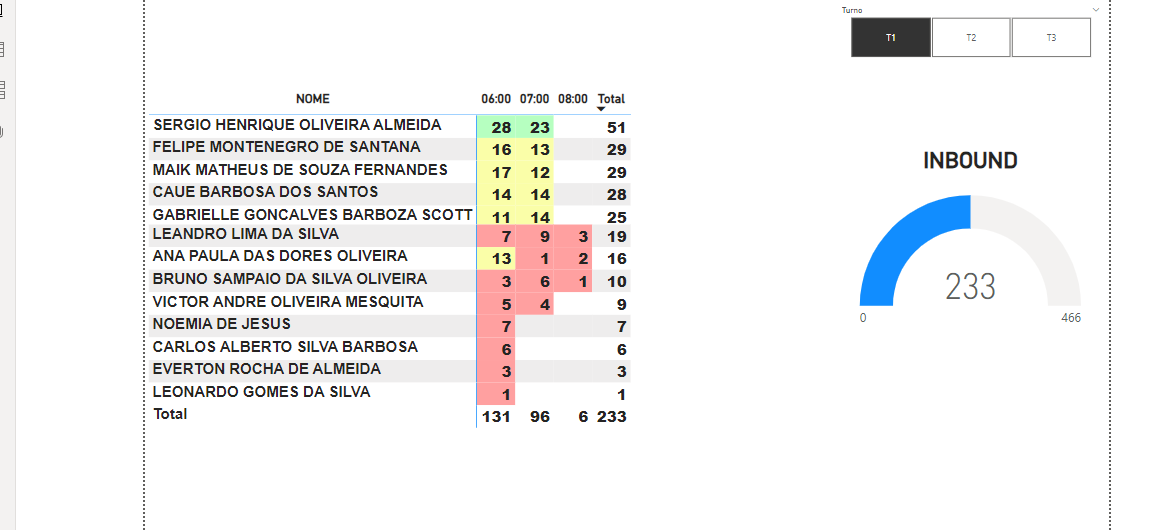 Turno
T1 T2 T3
NOME 06:00 07:00 08:00 Total
SERGIO HENRIQUE OLIVEIRA ALMEIDA 28 23 51
FELIPE MONTENEGRO DE SANTANA 16 13 29
MAIK MATHEUS DE SOUZA FERNANDES 17 12 29
CAUE BARBOSA DOS SANTOS 14 14 28
GABRIELLE GONCALVES BARBOZA SCOTT 11 14 25
LEANDRO LIMA DA SILVA 7 9 3 19
ANA PAULA DAS DORES OLIVEIRA 13 1 2 16
BRUNO SAMPAIO DA SILVA OLIVEIRA 3 6 1 10
VICTOR ANDRE OLIVEIRA MESQUITA 5 4 9
NOEMIA DE JESUS 7 7
CARLOS ALBERTO SILVA BARBOSA 6 6
EVERTON ROCHA DE ALMEIDA 3 3
LEONARDO GOMES DA SILVA 1 1
Total 131 96 6 233
INBOUND
233
0 466